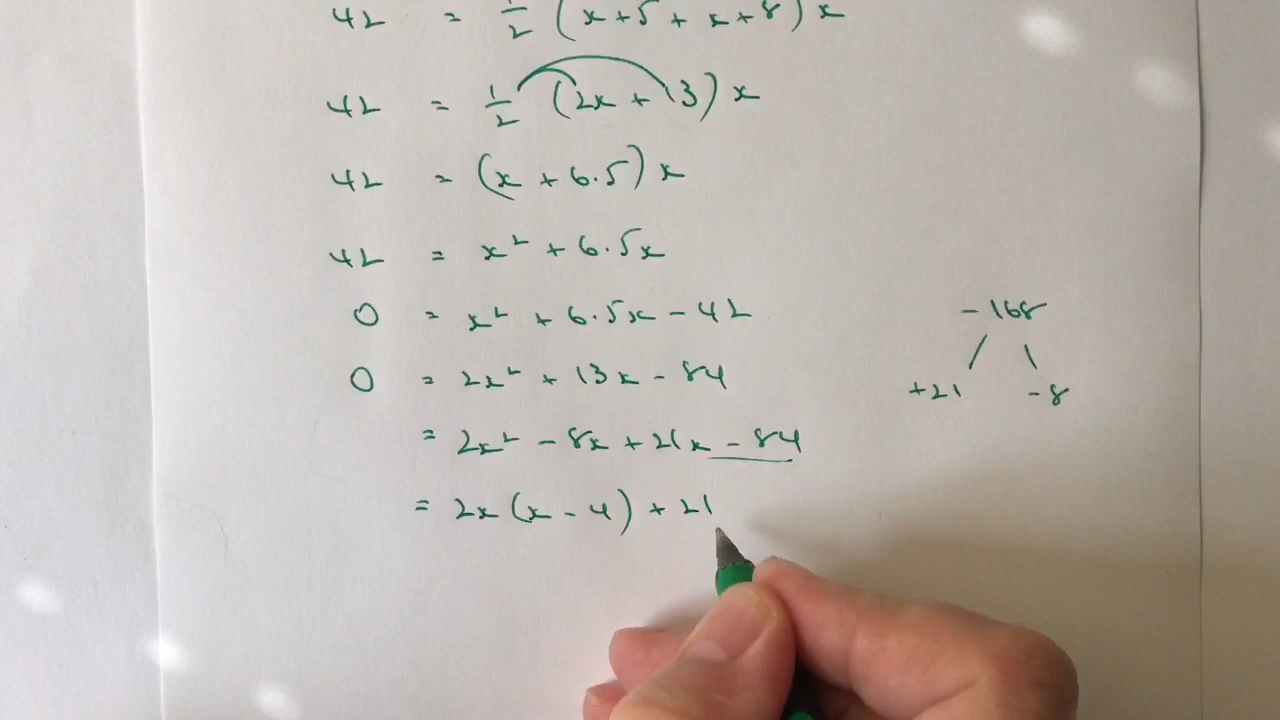 42 = 1/2 (x+5 + x+8) x
42 = 1/2 (2x + 13) x
42 = (x + 6.5) x
42 = x² + 6.5x
0 = x² + 6.5x - 42
0 = 2x² + 13x - 84
= 2x² - 8x + 21x - 84
= 2x(x - 4) + 21
-168
+21 -8